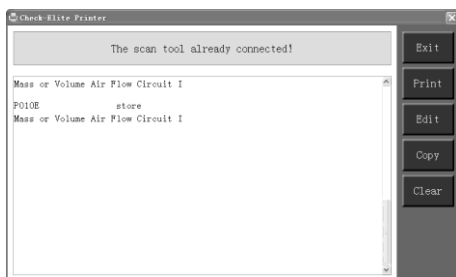 Check-Elite Printer
The scan tool already connected!
Mass or Volume Air Flow Circuit I
P010E store
Mass or Volume Air Flow Circuit I
Exit
Print
Edit
Copy
Clear